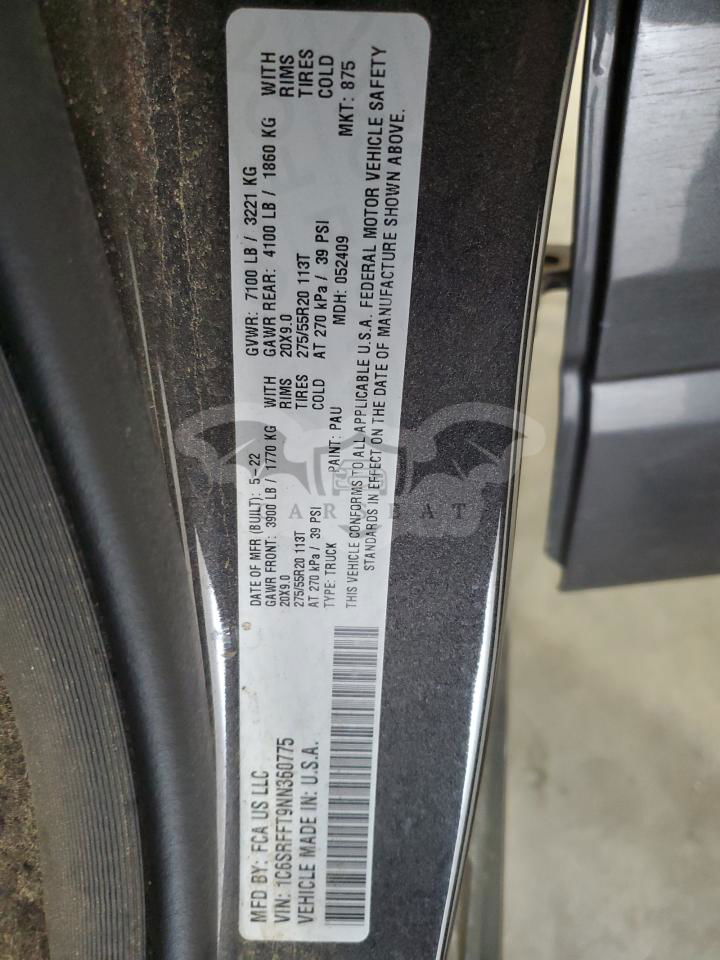 MFD BY: FCA US LLC
VIN: 1C6SRFFT9NN360775
VEHICLE MADE IN: U.S.A.
DATE OF MFR (BUILT): 5-22 GVWR: 7100 LB / 3221 KG
GAWR FRONT: 3900 LB / 1770 KG WITH GAWR REAR: 4100 LB / 1860 KG WITH
20X9.0 RIMS 20X9.0 RIMS
275/55R20 113T TIRES 275/55R20 113T TIRES
AT 270 kPa / 39 PSI COLD AT 270 kPa / 39 PSI COLD
TYPE: TRUCK PAINT: PAU MDH: 052409 MKT: 875
THIS VEHICLE CONFORMS TO ALL APPLICABLE U.S.A. FEDERAL MOTOR VEHICLE SAFETY
STANDARDS IN EFFECT ON THE DATE OF MANUFACTURE SHOWN ABOVE.